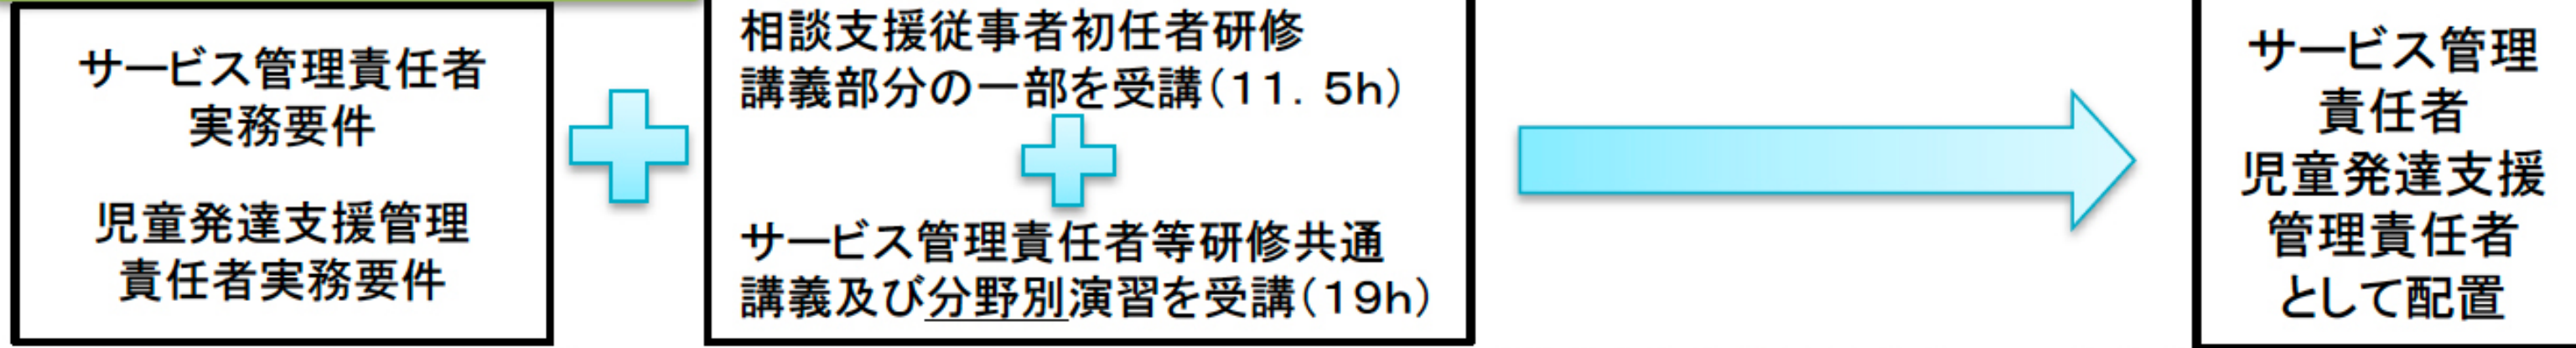 サービス管理責任者
実務要件
児童発達支援管理
責任者実務要件
相談支援従事者初任者研修
講義部分の一部を受講(11．5h)
サービス管理責任者等研修共通
講義及び分野別演習を受講(19h)
サービス管理
責任者
児童発達支援
管理責任者
として配置